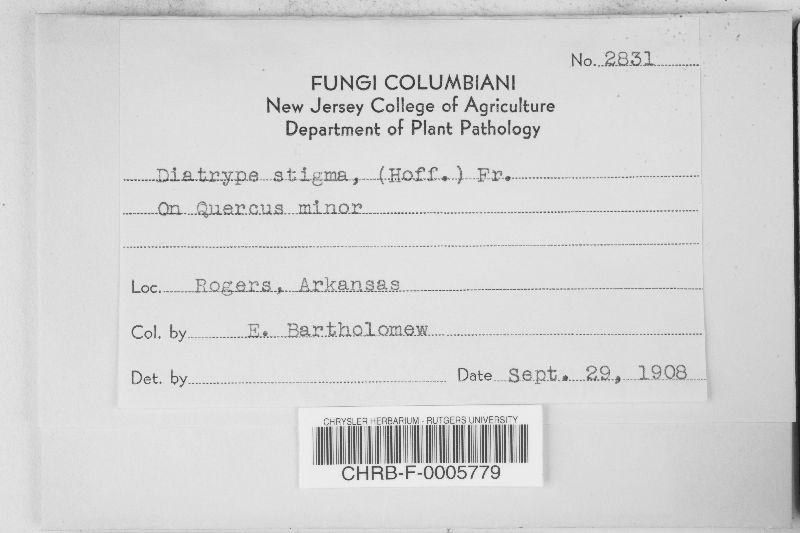 No. 2831
FUNGI COLUMBIANI
New Jersey College of Agriculture
Department of Plant Pathology
Diatrype stigma, (Hoff.) Fr.
On Quercus minor
Loc. Rogers, Arkansas
Col. by E. Bartholomew
Det. by Date Sept. 29, 1908
CHRYSLER HERBARIUM - RUTGERS UNIVERSITY
CHRB-F-0005779